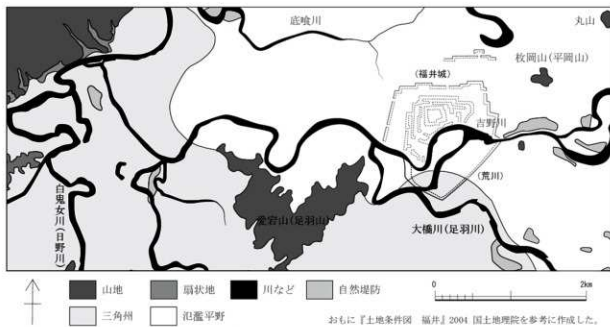 底喰川
丸山
牧岡山(平岡山)
(福井城)
吉野川
(荒川)
白鬼女川(日野川)
愛宕山(足羽山)
大橋川(足羽川)
山地
扇状地
川など
自然堤防
三角州
氾濫平野
0
2km
おもに『土地条件図 福井』2004 国土地理院を参考に作成した。